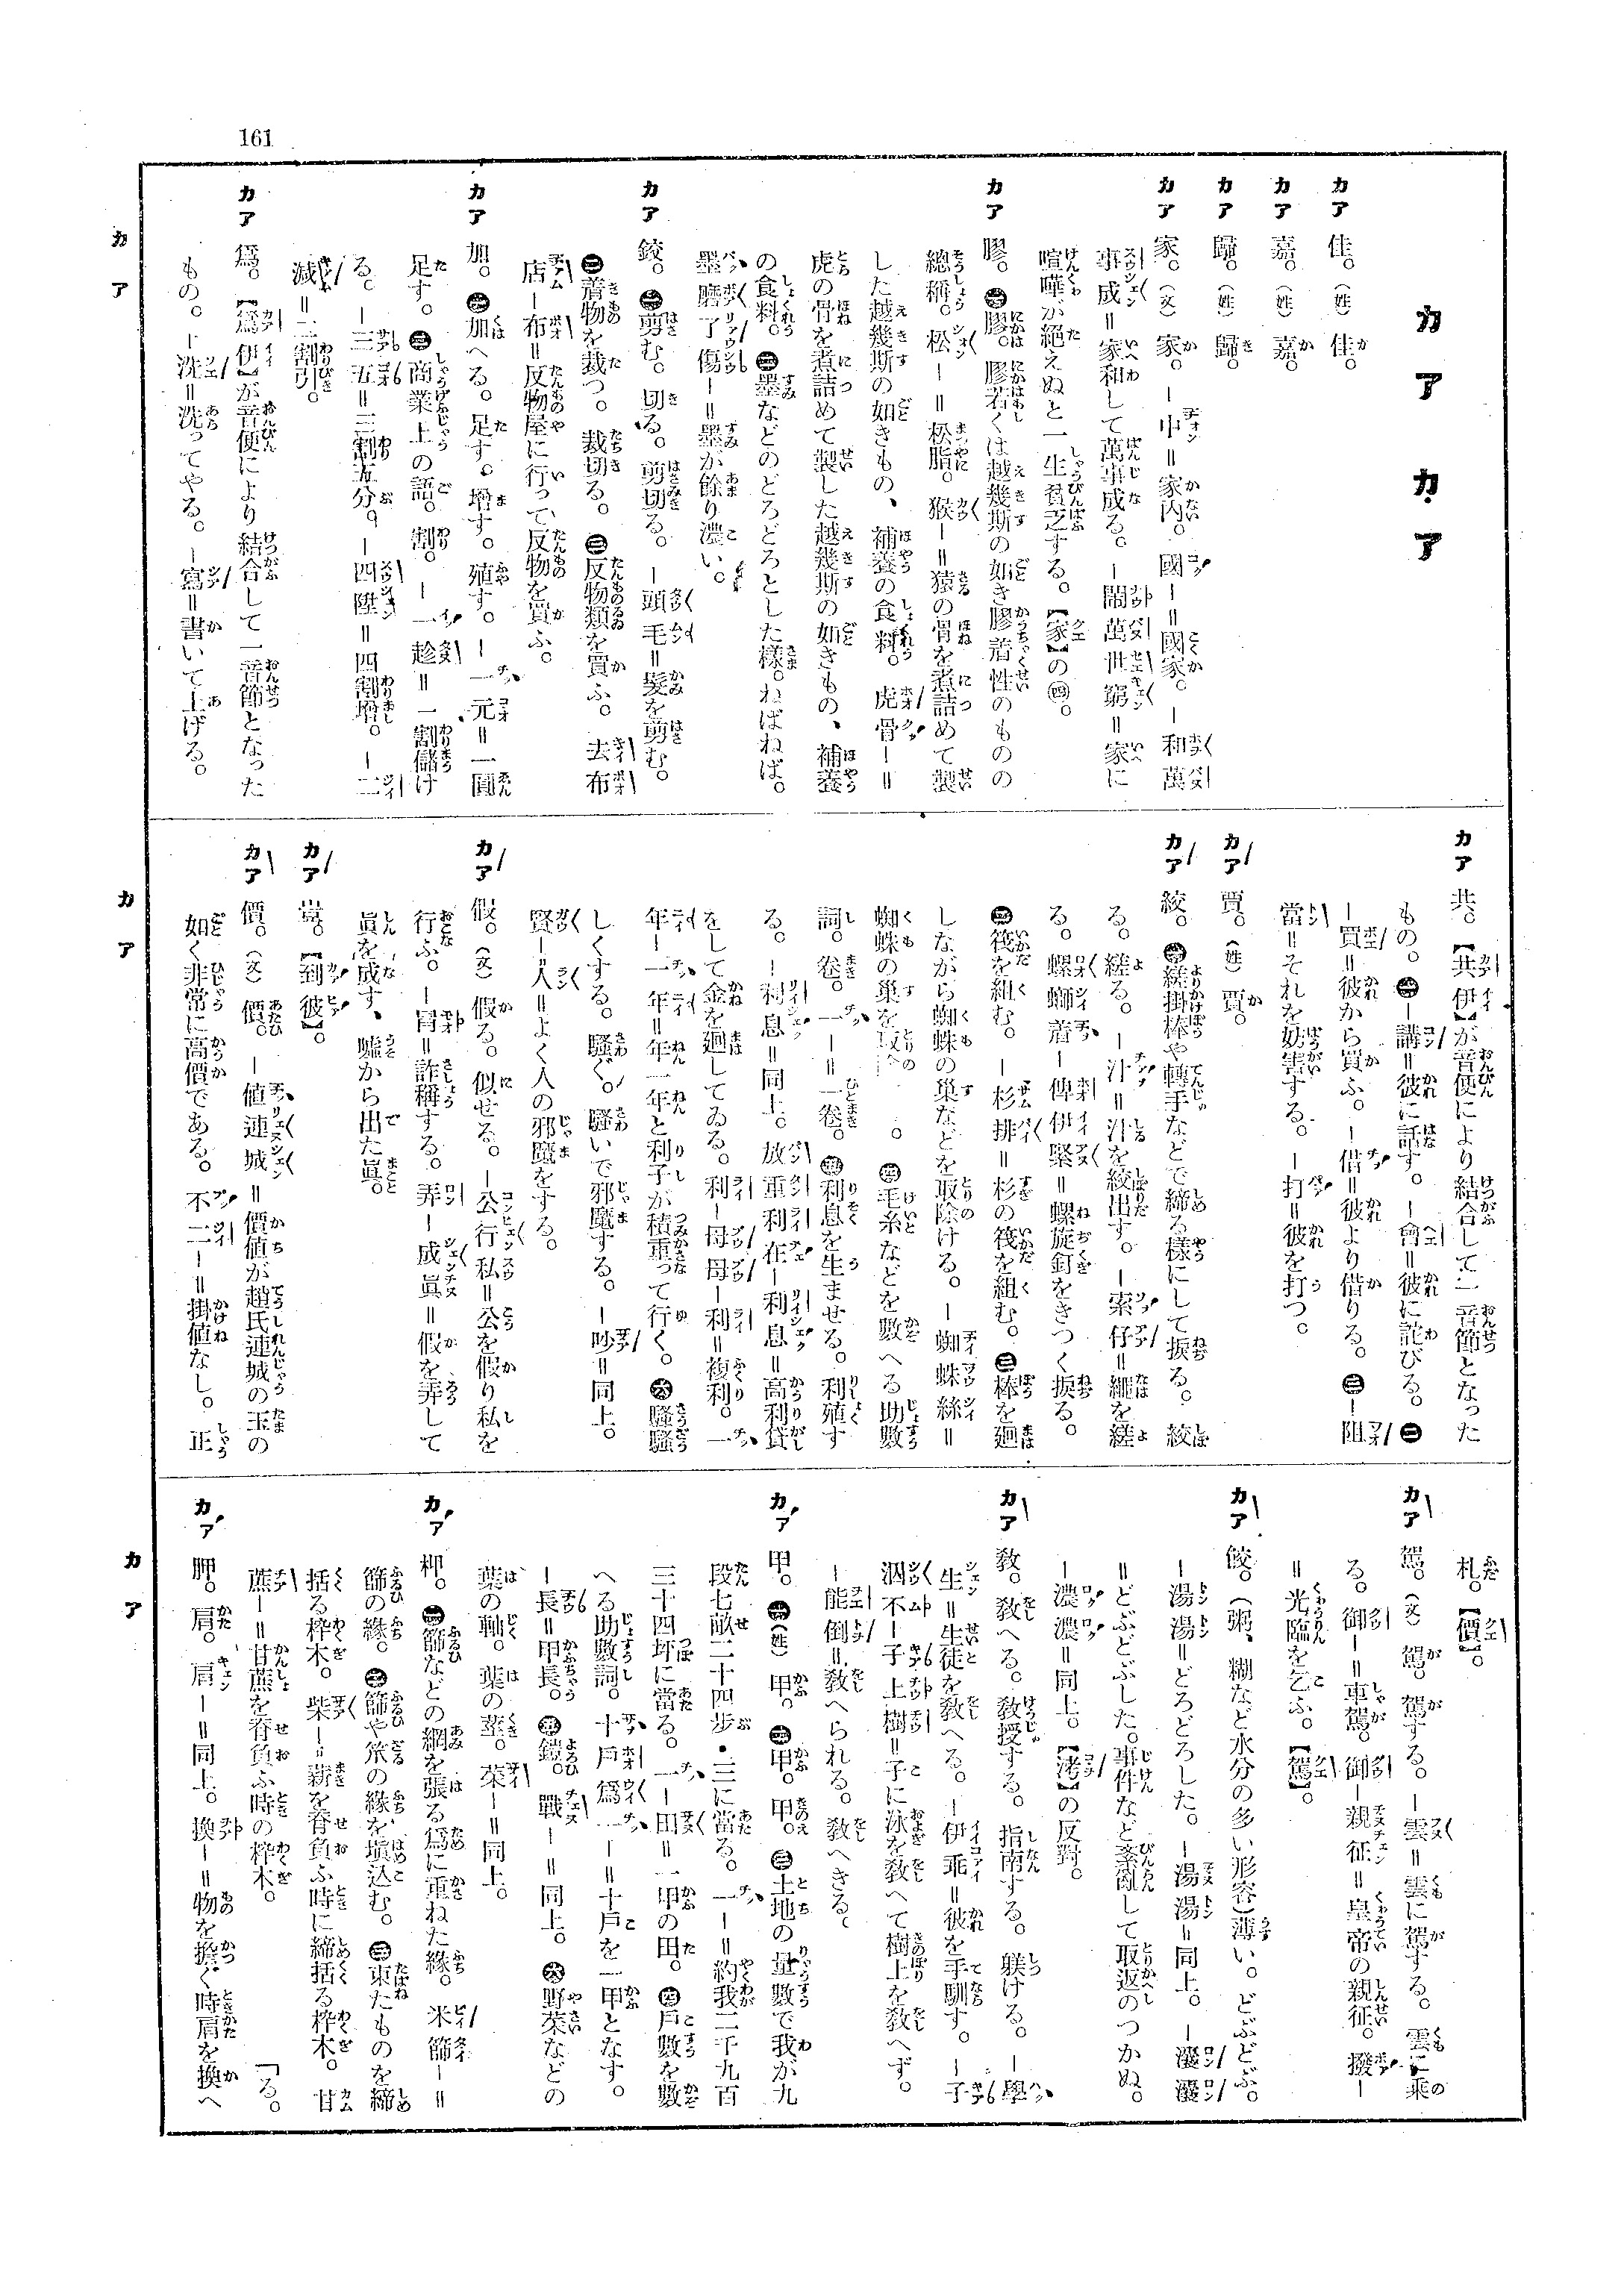 161
カア カア
カア 佳。(姓) 佳。
カア 嘉。(姓) 嘉。
カア 歸。(姓) 歸。
カア 家。(文) 家。—中=家内。國—=國家。—和萬
事成=家和して萬事成る。—閙萬世窮=家に
喧嘩が絕えぬと一生貧乏する。【家】の㊃。
カア 膠。㊀膠。膠若くは越幾斯の如き膠着性のものの
總稱。松—=松脂。猴—=猿の骨を煮詰めて製
した越幾斯の如きもの、補養の食料。虎骨—=
虎の骨を煮詰めて製した越幾斯の如きもの、補養
の食料。㊁墨などのどろどろとした樣。ねばねば。
墨磨了傷—=墨が餘り濃い。
カア 鉸。㊀剪む。切る。剪切る。—頭毛=髮を剪む。
㊁着物を裁つ。裁切る。㊂反物類を買ふ。去布
店—布=反物屋に行って反物を買ふ。
カア 加。㊀加へる。足す。增す。殖す。—一元=一圓
足す。㊁商業上の語。割。—一趁=一割儲け
る。—三五=三割五分。—四陞=四割增。—二
減=二割引。
カア 爲。【爲伊】が音便により結合して一音節となった
もの。—洗=洗ってやる。—寫=書いて上げる。
カア 共。【共伊】が音便により結合して一音節となった
もの。㊀—講=彼に話す。—會=彼に詫びる。㊁
—買=彼から買ふ。—借=彼より借りる。㊂—阻
當=それを妨害する。—打=彼を打つ。
カア 賈。(姓) 賈。
カア 絞。㊀縒掛棒や轉手などで締る樣にして捩る。絞
る。縒る。—汁=汁を絞出す。—索仔=繩を縒
る。螺螄着—俾伊緊=螺旋釘をきつく捩る。
㊁筏を組む。—杉排=杉の筏を組む。㊂棒を廻
しながら蜘蛛の巢などを取除ける。—蜘蛛絲=
蜘蛛の巢を取。㊃毛糸などを數へる助數
詞。卷。一—=一卷。㊄利息を生ませる。利殖す
る。—利息=同上。放重利在—利息=高利貸
をして金を廻してゐる。利—母母—利=複利。一
年—一年=年一年と利子が積重って行く。㊅騷騷
しくする。騷ぐ。騷いで邪魔する。—吵=同上。
賢—人=よく人の邪魔をする。
カア 假。(文) 假る。似せる。—公行私=公を假り私を
行ふ。—冐=詐稱する。弄—成眞=假を弄して
眞を成す、噓から出た眞。
カア 【到彼】。
カア 價。(文) 價。—値連城=價値が趙氏連城の玉の
如く非常に高價である。不二—=掛値なし。正
札。【價】。
カア 駕。(文) 駕。駕する。—雲=雲に駕する。雲に乘
る。御—=車駕。御—親征=皇帝の親征。撥—
=光臨を乞ふ。【駕】。
カア 餃。(粥、糊など水分の多い形容)薄い。どぶどぶ。
—湯湯=どろどろした。—湯湯=同上。—漫漫
=どぶどぶした。事件など紊亂して取返のつかぬ。
—濃濃=同上。【洘】の反對。
カア 敎。敎へる。敎授する。指南する。躾ける。—學
生=生徒を敎へる。—伊乖=彼を手馴す。—子
泅不—子上樹=子に泳を敎へて樹上を敎へず。
—能倒=敎へられる。敎へきる。
カア 甲。㊀(姓) 甲。㊁甲。甲。㊂土地の量數で我が九
段七畝二十四步・三に當る。一—=約我二千九百
三十四坪に當る。一—田=一甲の田。㊃戶數を數
へる助數詞。十戶爲一—=十戶を一甲となす。
—長=甲長。㊄鎧。戰—=同上。㊅野菜などの
葉の軸。葉の莖。菜—=同上。
カア 柙。㊀篩などの網を張る爲に重ねた緣。米篩—=
篩の緣。㊁篩や笊の緣を塡込む。㊂束たものを締
括る枠木。柴—=薪を脊負ふ時に締括る枠木。甘
蔗—=甘蔗を脊負ふ時の枠木。
カア 胛。肩。肩—=同上。換—=物を擔ぐ時肩を換へ
「る。
カア
カア
カア